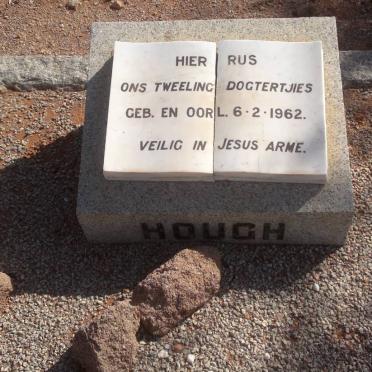 HIER RUS
ONS TWEELING DOGTERTJIES
GEB. EN OORL. 6·2·1962.
VEILIG IN JESUS ARME.
HOUGH